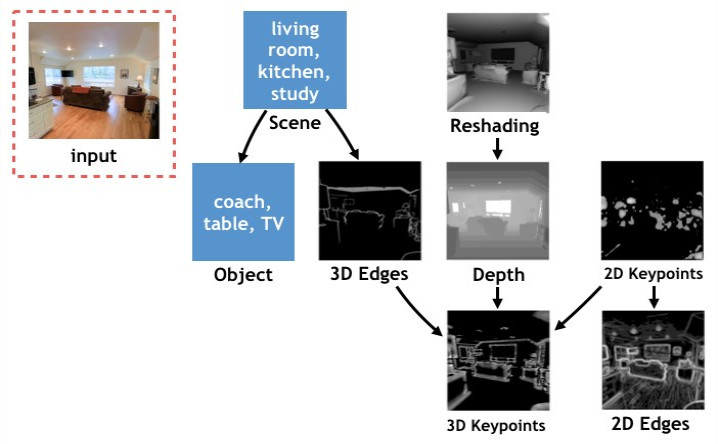 living
room,
kitchen,
study
input
Scene
Reshading
coach,
table, TV
Object
3D Edges
Depth
2D Keypoints
3D Keypoints
2D Edges